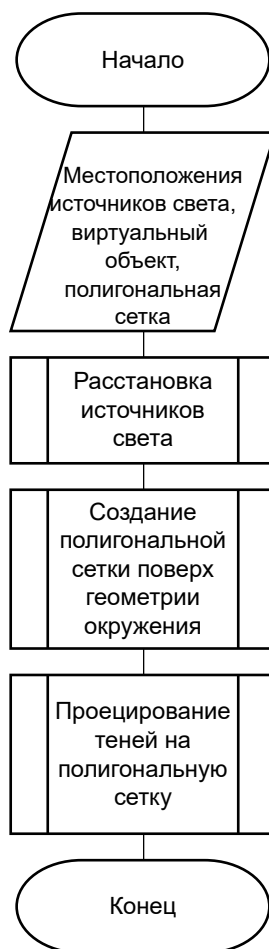 Начало
Местоположения
источников света,
виртуальный
объект,
полигональная
сетка
Расстановка
источников
света
Создание
полигональной
сетки поверх
геометрии
окружения
Проецирование
теней на
полигональную
сетку
Конец